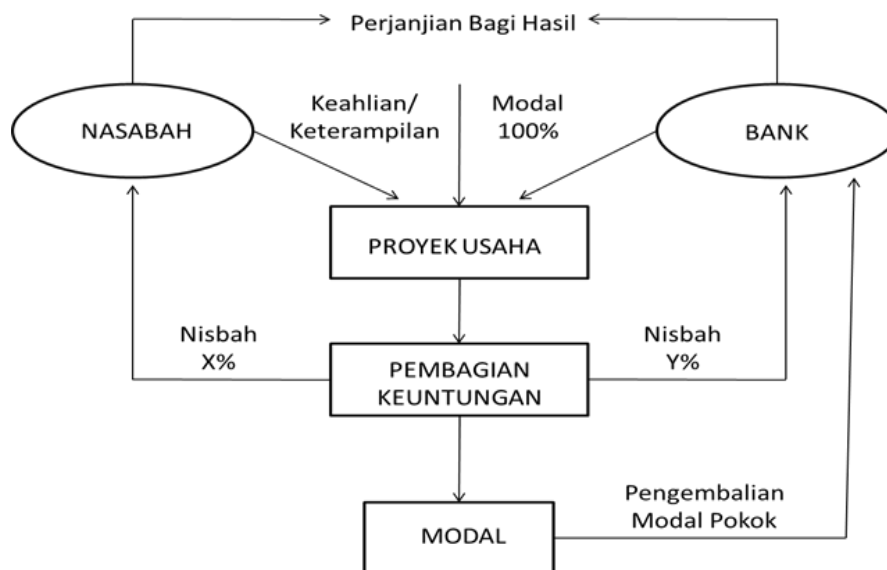 Perjanjian Bagi Hasil
NASABAH
Keahlian/
Keterampilan
Modal
100%
BANK
PROYEK USAHA
Nisbah
X%
Nisbah
Y%
PEMBAGIAN
KEUNTUNGAN
MODAL
Pengembalian
Modal Pokok